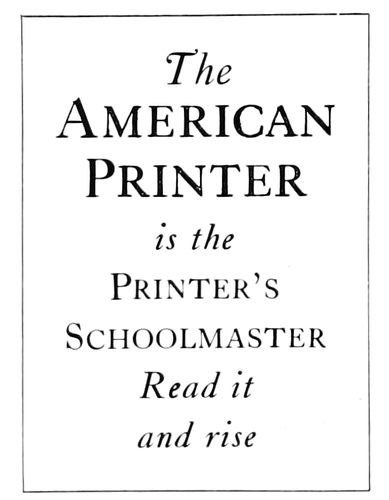 The
AMERICAN
PRINTER
is the
PRINTER'S
SCHOOLMASTER
Read it
and rise